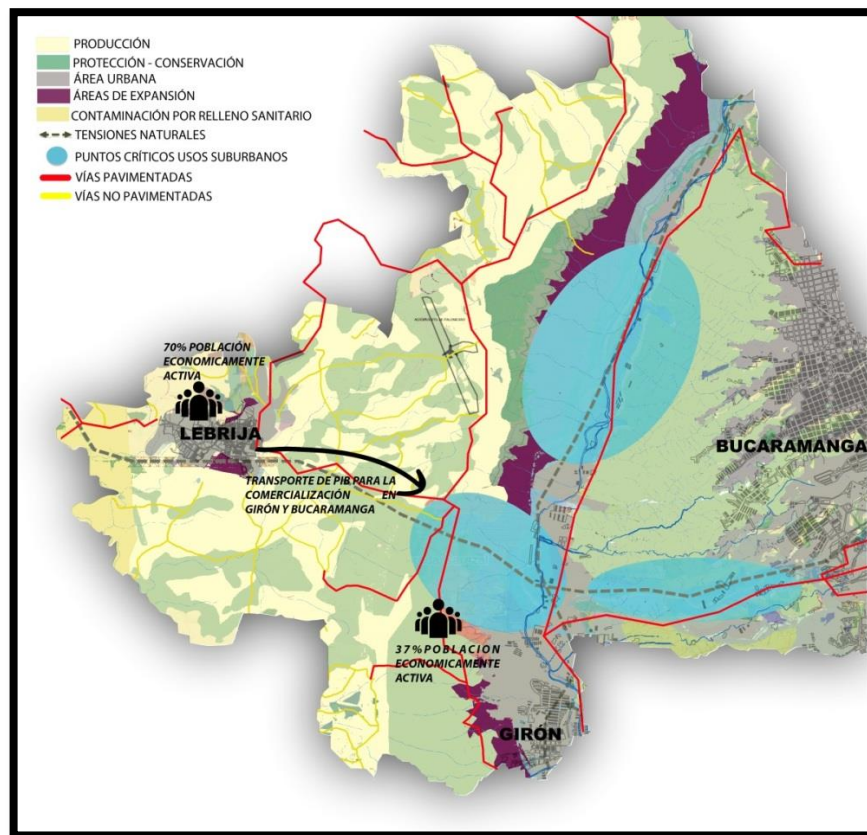 PRODUCCIÓN
PROTECCIÓN - CONSERVACIÓN
ÁREA URBANA
ÁREAS DE EXPANSIÓN
CONTAMINACIÓN POR RELLENO SANITARIO
TENSIONES NATURALES
PUNTOS CRÍTICOS USOS SUBURBANOS
VÍAS PAVIMENTADAS
VÍAS NO PAVIMENTADAS
70% POBLACIÓN
ECONOMICAMENTE
ACTIVA
LEBRIJA
BUCARAMANGA
TRANSPORTE DE PIB PARA LA
COMERCIALIZACIÓN EN
GIRÓN Y BUCARAMANGA
37% POBLACION
ECONOMICAMENTE
ACTIVA
GIRÓN